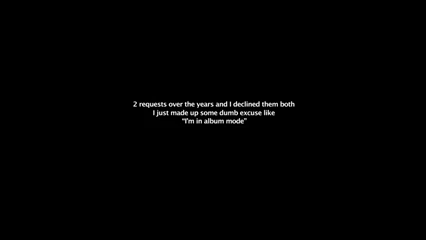 2 requests over the years and I declined them both
I just made up some dumb excuse like
“I'm in album mode”